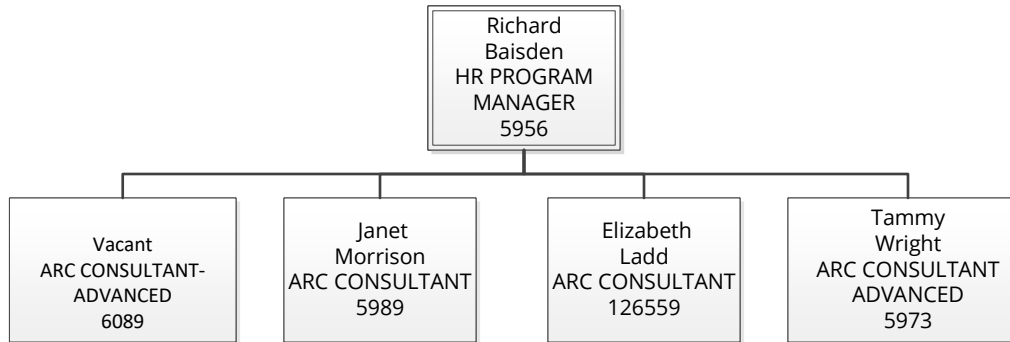 Richard
Baisden
HR PROGRAM
MANAGER
5956
Vacant
ARC CONSULTANT-
ADVANCED
6089
Janet
Morrison
ARC CONSULTANT
5989
Elizabeth
Ladd
ARC CONSULTANT
126559
Tammy
Wright
ARC CONSULTANT
ADVANCED
5973